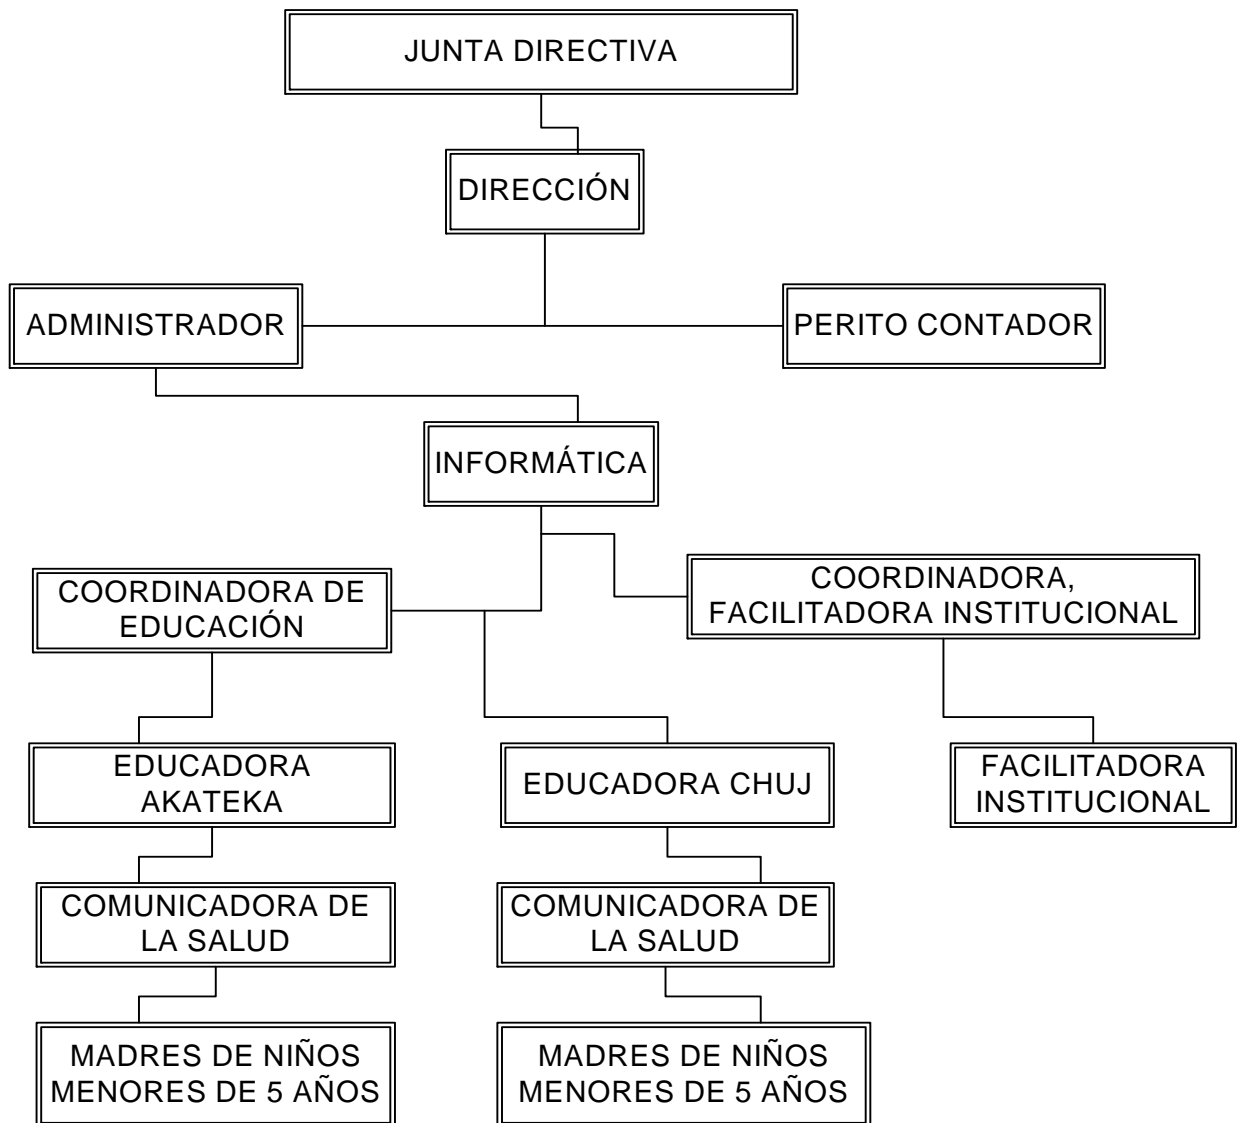 JUNTA DIRECTIVA
DIRECCIÓN
ADMINISTRADOR
PERITO CONTADOR
INFORMÁTICA
COORDINADORA DE
EDUCACIÓN
COORDINADORA,
FACILITADORA INSTITUCIONAL
EDUCADORA
AKATEKA
EDUCADORA CHUJ
FACILITADORA
INSTITUCIONAL
COMUNICADORA DE
LA SALUD
COMUNICADORA DE
LA SALUD
MADRES DE NIÑOS
MENORES DE 5 AÑOS
MADRES DE NIÑOS
MENORES DE 5 AÑOS